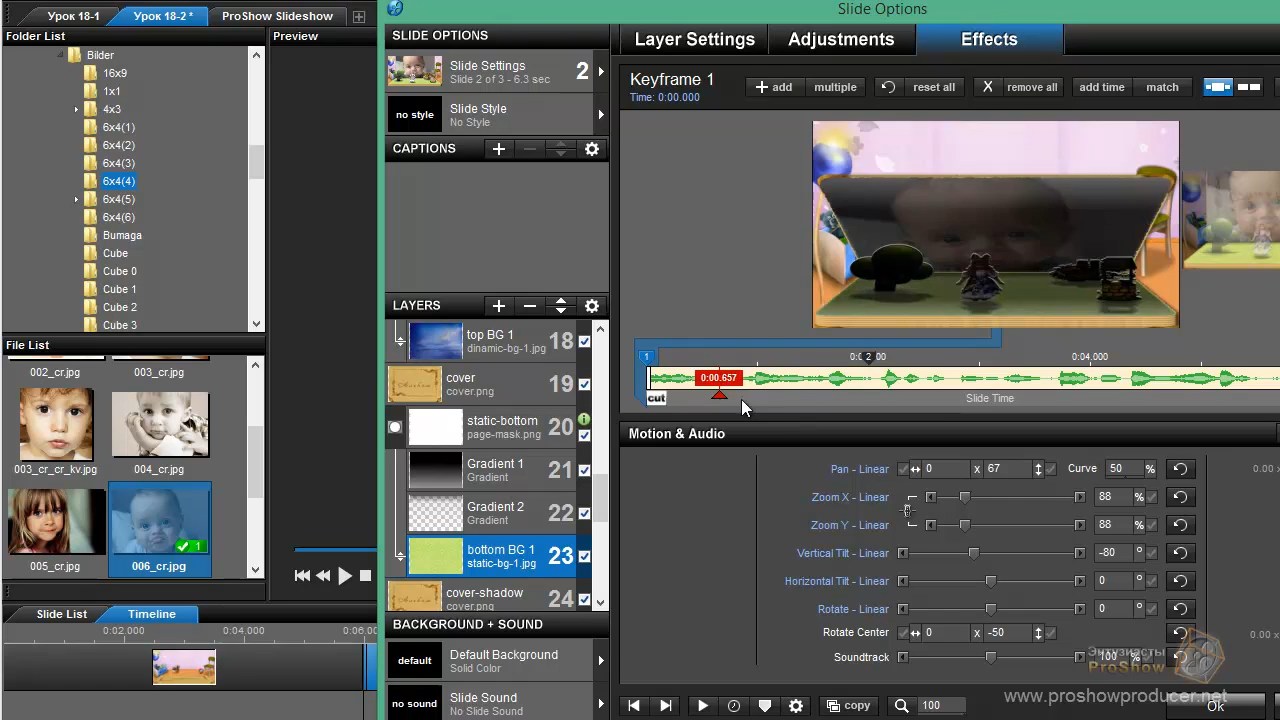 Урок 18-1
Урок 18-2 *
ProShow Slideshow
Folder List
Bilder
16x9
1x1
4x3
6x4(1)
6x4(2)
6x4(3)
6x4(4)
6x4(5)
6x4(6)
Bumaga
Cube
Cube 0
Cube 1
Cube 2
Cube 3
File List
002_cr.jpg
003_cr.jpg
003_cr_cr_kv.jpg
004_cr.jpg
005_cr.jpg
1
006_cr.jpg
Slide List
Timeline
0:02.000
0:04.000
0:06.0
Preview
Slide Options
SLIDE OPTIONS
Slide Settings
Slide 2 of 3 - 6.3 sec
2
no style
Slide Style
No Style
CAPTIONS
LAYERS
top BG 1
dinamic-bg-1.jpg
18
cover
cover.png
19
static-bottom
page-mask.png
20
Gradient 1
Gradient
21
Gradient 2
Gradient
22
bottom BG 1
static-bg-1.jpg
23
cover-shadow
cover.png
24
BACKGROUND + SOUND
default
Default Background
Solid Color
no sound
Slide Sound
No Slide Sound
Layer Settings
Adjustments
Effects
Keyframe 1
Time: 0:00.000
add
multiple
reset all
X remove all
add time
match
1
2
0:04.000
0:00.657
cut
Slide Time
Motion & Audio
Pan - Linear 0 x 67 Curve 50 %
Zoom X - Linear 88 %
Zoom Y - Linear 88 %
Vertical Tilt - Linear -80 °
Horizontal Tilt - Linear 0 °
Rotate - Linear 0 °
Rotate Center 0 x -50
Soundtrack 100 %
0.00 x
0.00 x
Энтузиасты
ProShow
www.proshowproducer.net
copy
100
Ok